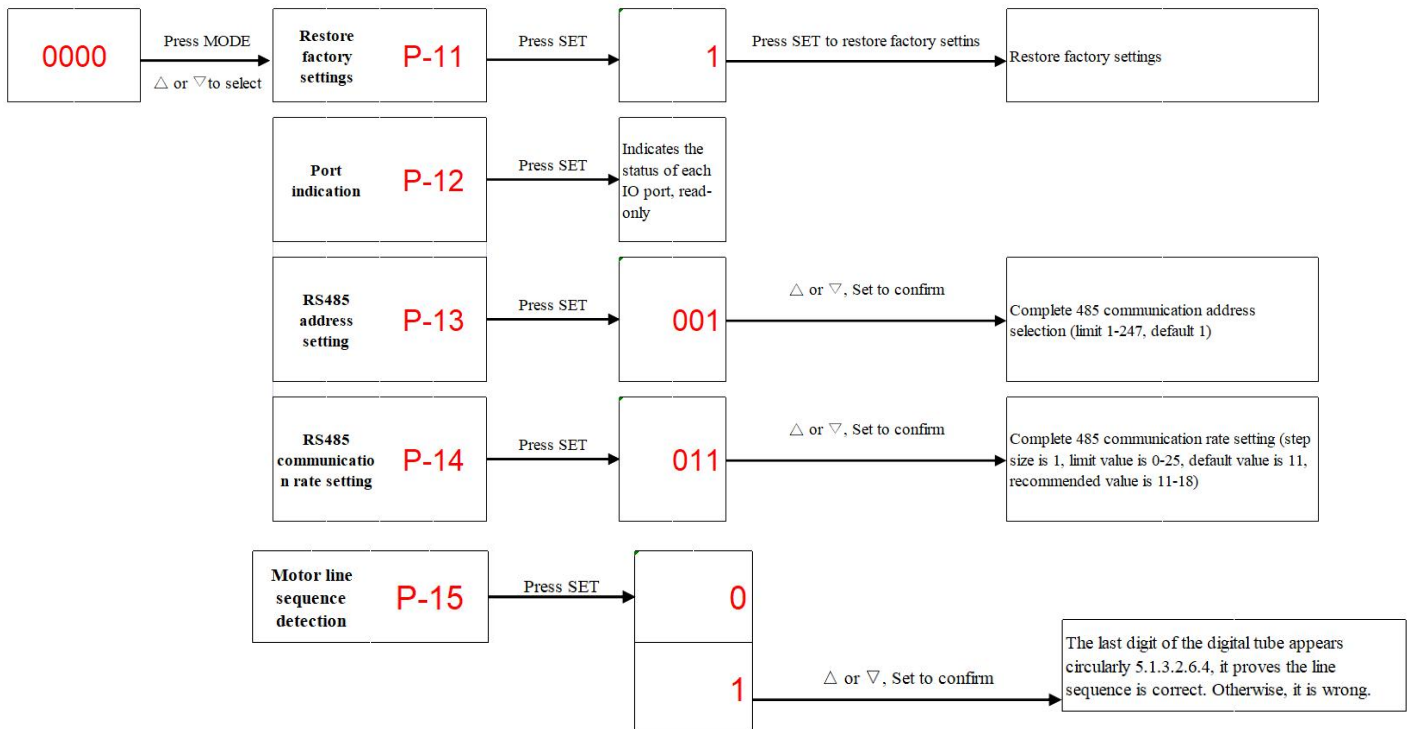 0000
Press MODE
△ or ▽to select
Restore
factory
settings
P-11
Press SET
1
Press SET to restore factory settins
Restore factory settings
Port
indication
P-12
Press SET
Indicates the
status of each
IO port, read-
only
RS485
address
setting
P-13
Press SET
001
△ or ▽, Set to confirm
Complete 485 communication address
selection (limit 1-247, default 1)
RS485
communicatio
n rate setting
P-14
Press SET
011
△ or ▽, Set to confirm
Complete 485 communication rate setting (step
size is 1, limit value is 0-25, default value is 11,
recommended value is 11-18)
Motor line
sequence
detection
P-15
Press SET
0
1
△ or ▽, Set to confirm
The last digit of the digital tube appears
circularly 5.1.3.2.6.4, it proves the line
sequence is correct. Otherwise, it is wrong.